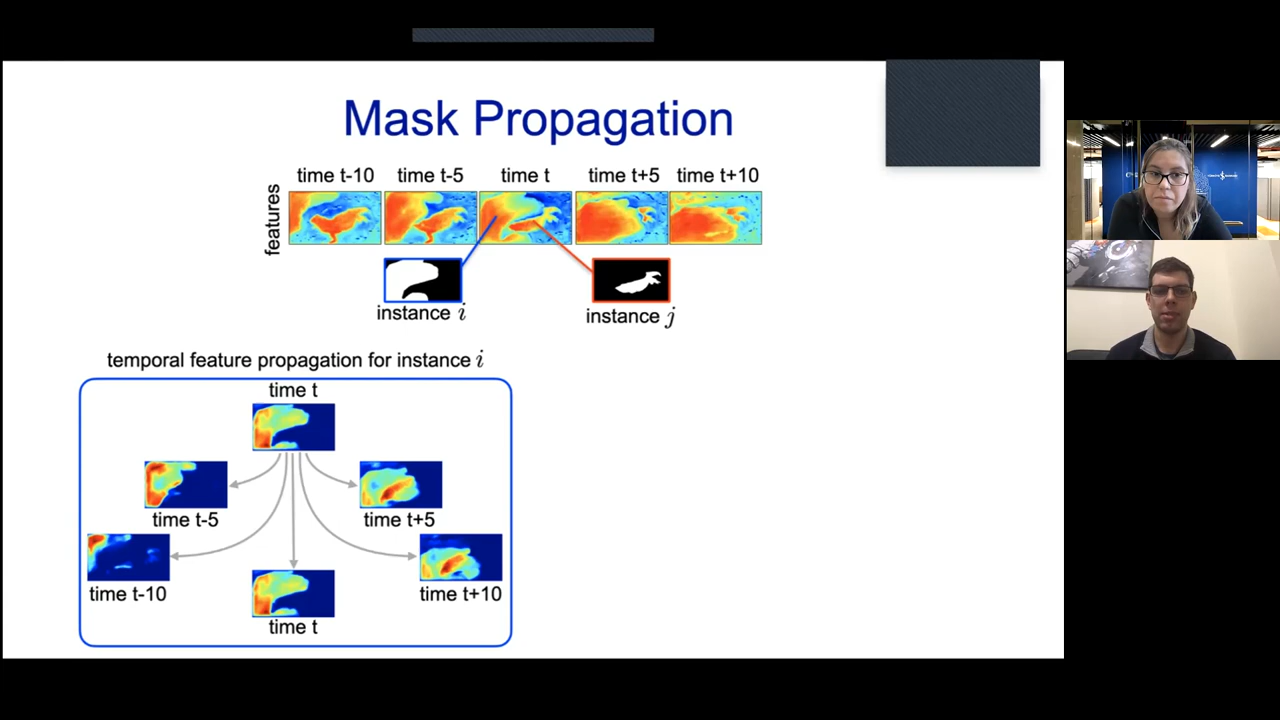 Mask Propagation
time t-10 time t-5 time t time t+5 time t+10
features
instance i
instance j
temporal feature propagation for instance i
time t
time t-5
time t+5
time t-10
time t+10
time t